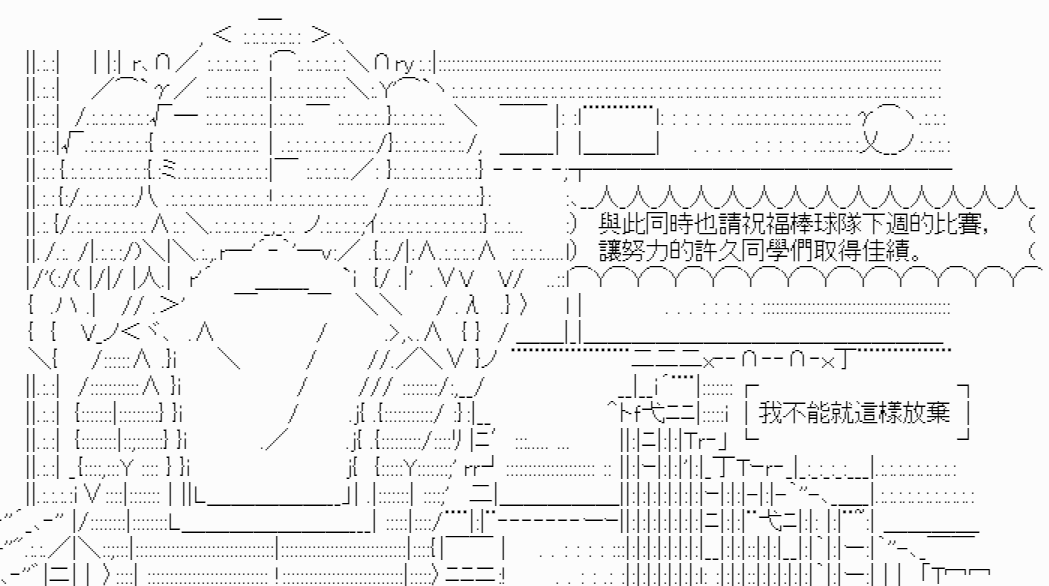 與此同時也請祝福棒球隊下週的比賽，
讓努力的許久同學們取得佳績。
我不能就這樣放棄